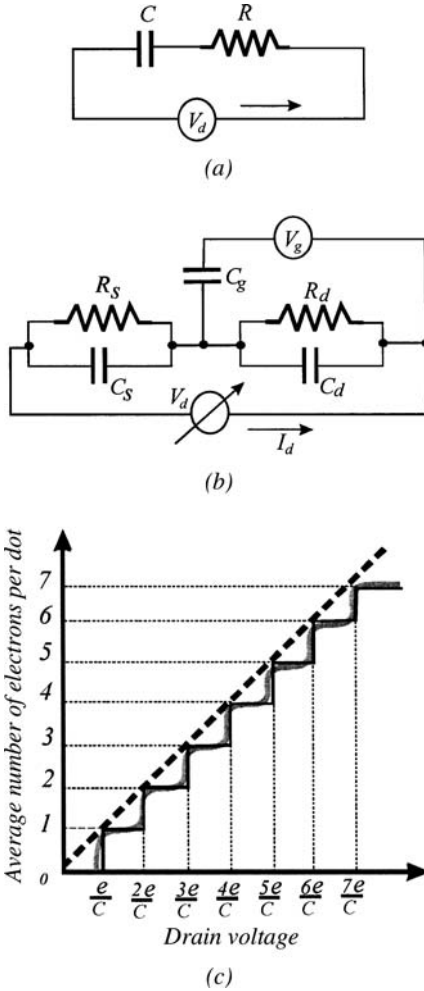 C R
V_d
(a)
V_g
C_g
R_s R_d
C_s C_d
V_d
I_d
(b)
Average number of electrons per dot
7
6
5
4
3
2
1
0
e/C 2e/C 3e/C 4e/C 5e/C 6e/C 7e/C
Drain voltage
(c)